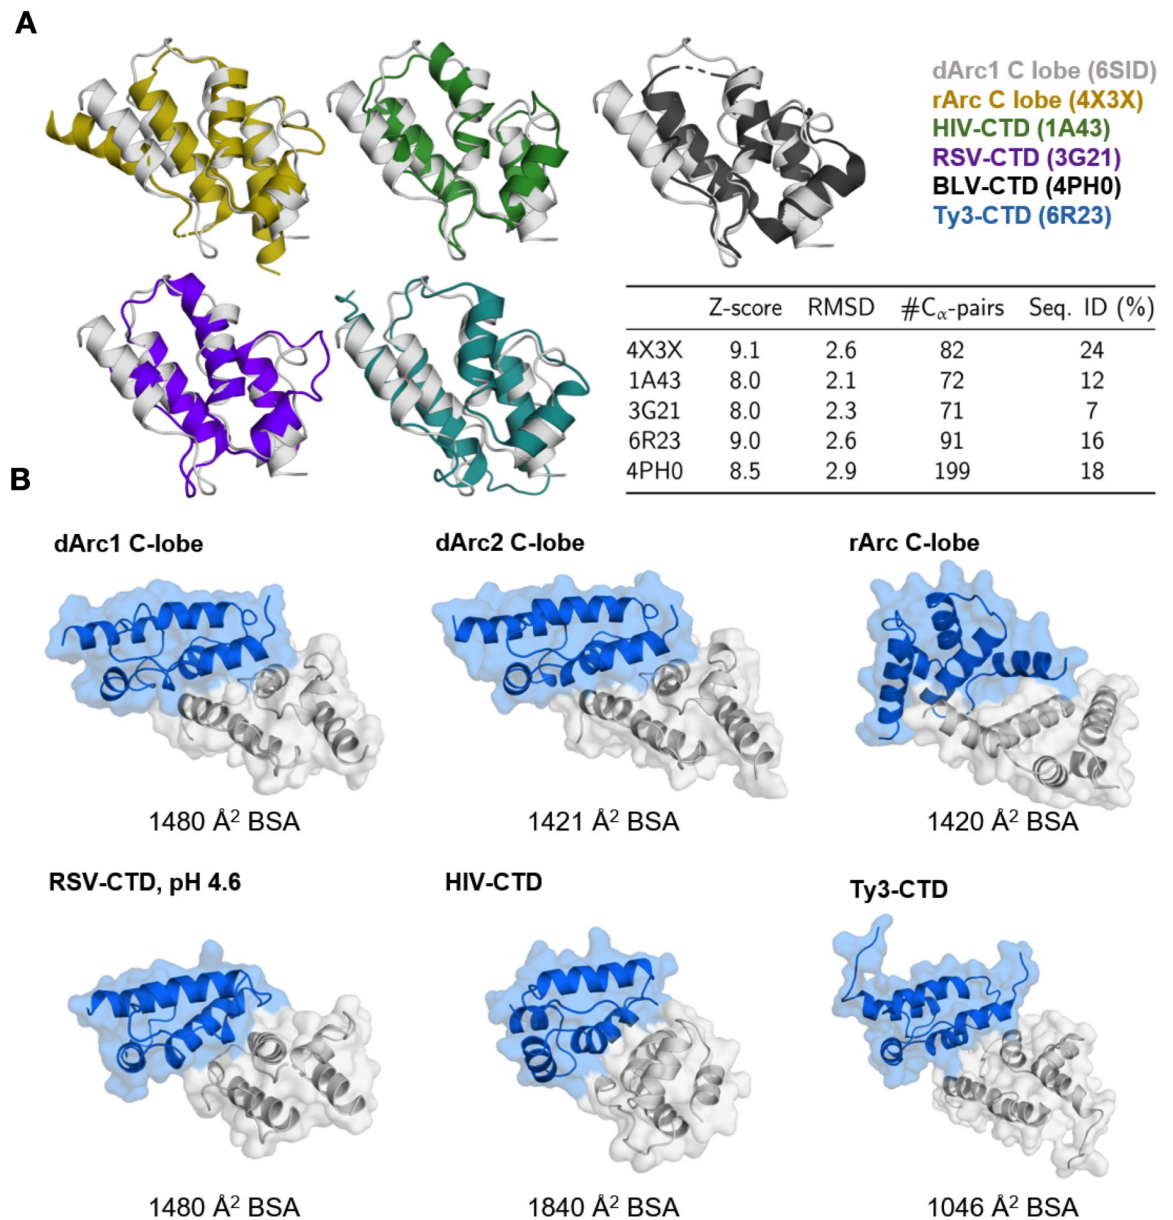 A
dArc1 C lobe (6SID)
rArc C lobe (4X3X)
HIV-CTD (1A43)
RSV-CTD (3G21)
BLV-CTD (4PH0)
Ty3-CTD (6R23)
Z-score RMSD #Cα-pairs Seq. ID (%)
4X3X 9.1 2.6 82 24
1A43 8.0 2.1 72 12
3G21 8.0 2.3 71 7
6R23 9.0 2.6 91 16
4PH0 8.5 2.9 199 18
B
dArc1 C-lobe
dArc2 C-lobe
rArc C-lobe
1480 Å² BSA
1421 Å² BSA
1420 Å² BSA
RSV-CTD, pH 4.6
HIV-CTD
Ty3-CTD
1480 Å² BSA
1840 Å² BSA
1046 Å² BSA